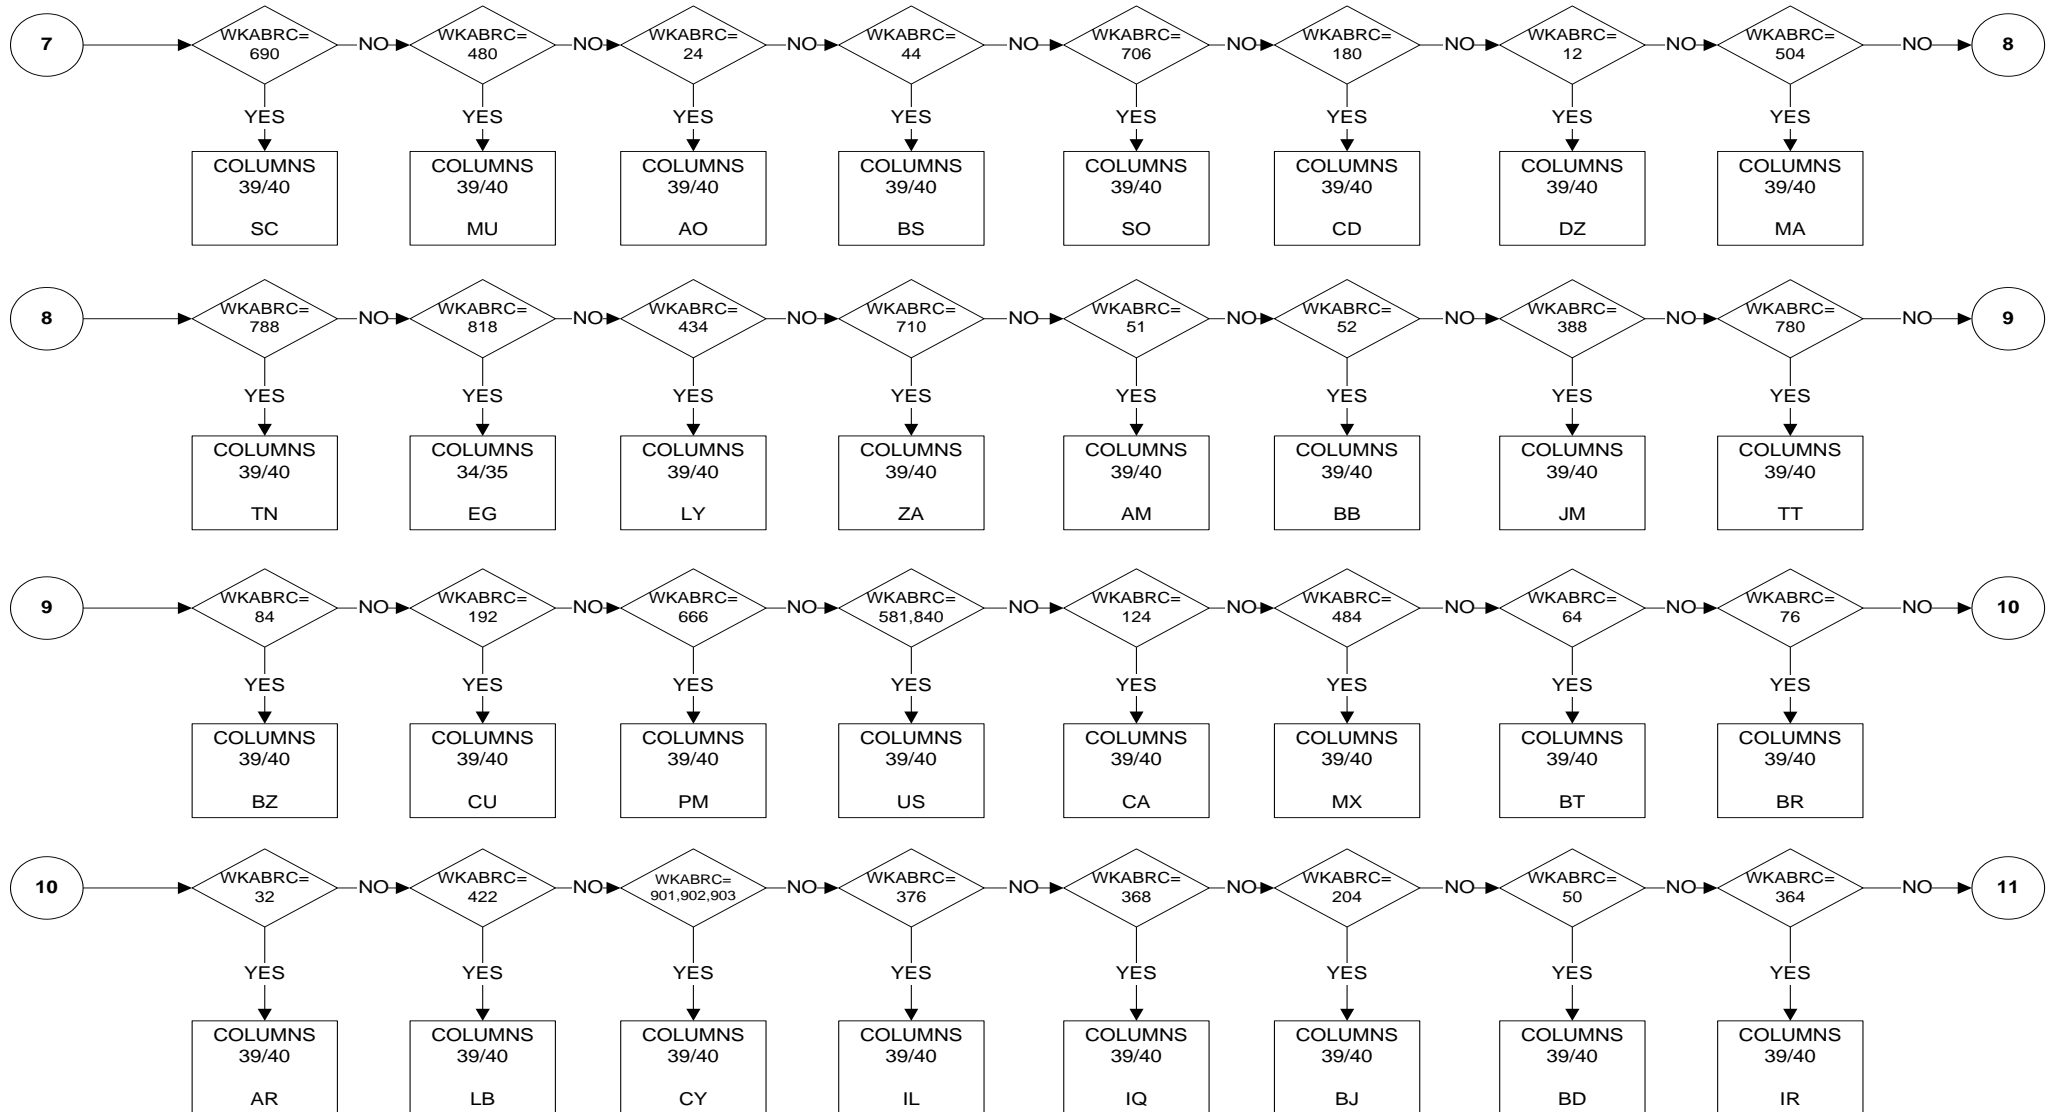 7
WKABRC=
690
NO
WKABRC=
480
NO
WKABRC=
24
NO
WKABRC=
44
NO
WKABRC=
706
NO
WKABRC=
180
NO
WKABRC=
12
NO
WKABRC=
504
NO
8
YES
YES
YES
YES
YES
YES
YES
YES
COLUMNS
39/40
SC
COLUMNS
39/40
MU
COLUMNS
39/40
AO
COLUMNS
39/40
BS
COLUMNS
39/40
SO
COLUMNS
39/40
CD
COLUMNS
39/40
DZ
COLUMNS
39/40
MA
8
WKABRC=
788
NO
WKABRC=
818
NO
WKABRC=
434
NO
WKABRC=
710
NO
WKABRC=
51
NO
WKABRC=
52
NO
WKABRC=
388
NO
WKABRC=
780
NO
9
YES
YES
YES
YES
YES
YES
YES
YES
COLUMNS
39/40
TN
COLUMNS
34/35
EG
COLUMNS
39/40
LY
COLUMNS
39/40
ZA
COLUMNS
39/40
AM
COLUMNS
39/40
BB
COLUMNS
39/40
JM
COLUMNS
39/40
TT
9
WKABRC=
84
NO
WKABRC=
192
NO
WKABRC=
666
NO
WKABRC=
581,840
NO
WKABRC=
124
NO
WKABRC=
484
NO
WKABRC=
64
NO
WKABRC=
76
NO
10
YES
YES
YES
YES
YES
YES
YES
YES
COLUMNS
39/40
BZ
COLUMNS
39/40
CU
COLUMNS
39/40
PM
COLUMNS
39/40
US
COLUMNS
39/40
CA
COLUMNS
39/40
MX
COLUMNS
39/40
BT
COLUMNS
39/40
BR
10
WKABRC=
32
NO
WKABRC=
422
NO
WKABRC=
901,902,903
NO
WKABRC=
376
NO
WKABRC=
368
NO
WKABRC=
204
NO
WKABRC=
50
NO
WKABRC=
364
NO
11
YES
YES
YES
YES
YES
YES
YES
YES
COLUMNS
39/40
AR
COLUMNS
39/40
LB
COLUMNS
39/40
CY
COLUMNS
39/40
IL
COLUMNS
39/40
IQ
COLUMNS
39/40
BJ
COLUMNS
39/40
BD
COLUMNS
39/40
IR